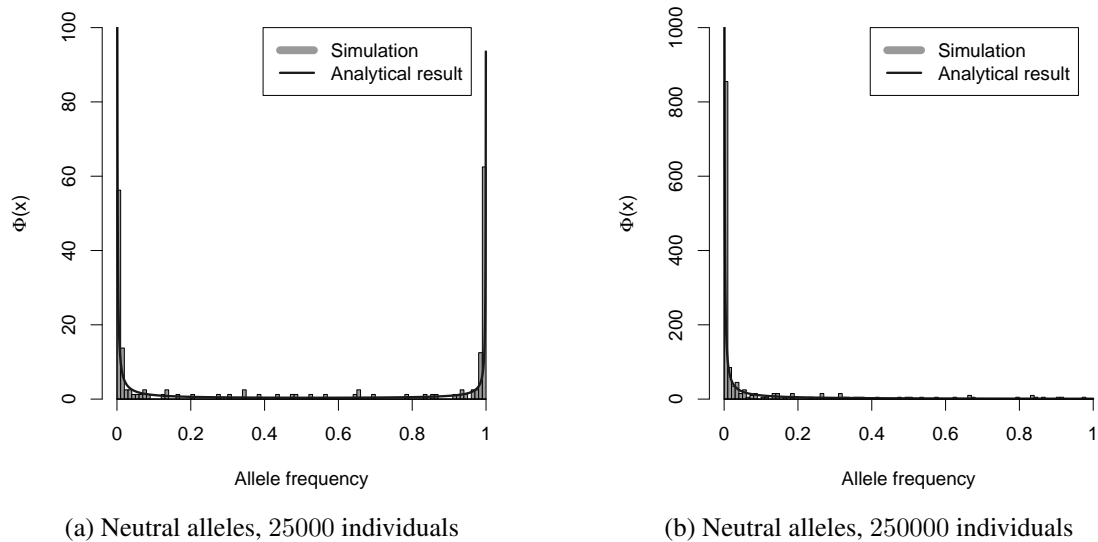 Φ(x)
100
80
60
40
20
0
Simulation
Analytical result
0 0.2 0.4 0.6 0.8 1
Allele frequency
(a) Neutral alleles, 25000 individuals
Φ(x)
1000
800
600
400
200
0
Simulation
Analytical result
0 0.2 0.4 0.6 0.8 1
Allele frequency
(b) Neutral alleles, 250000 individuals